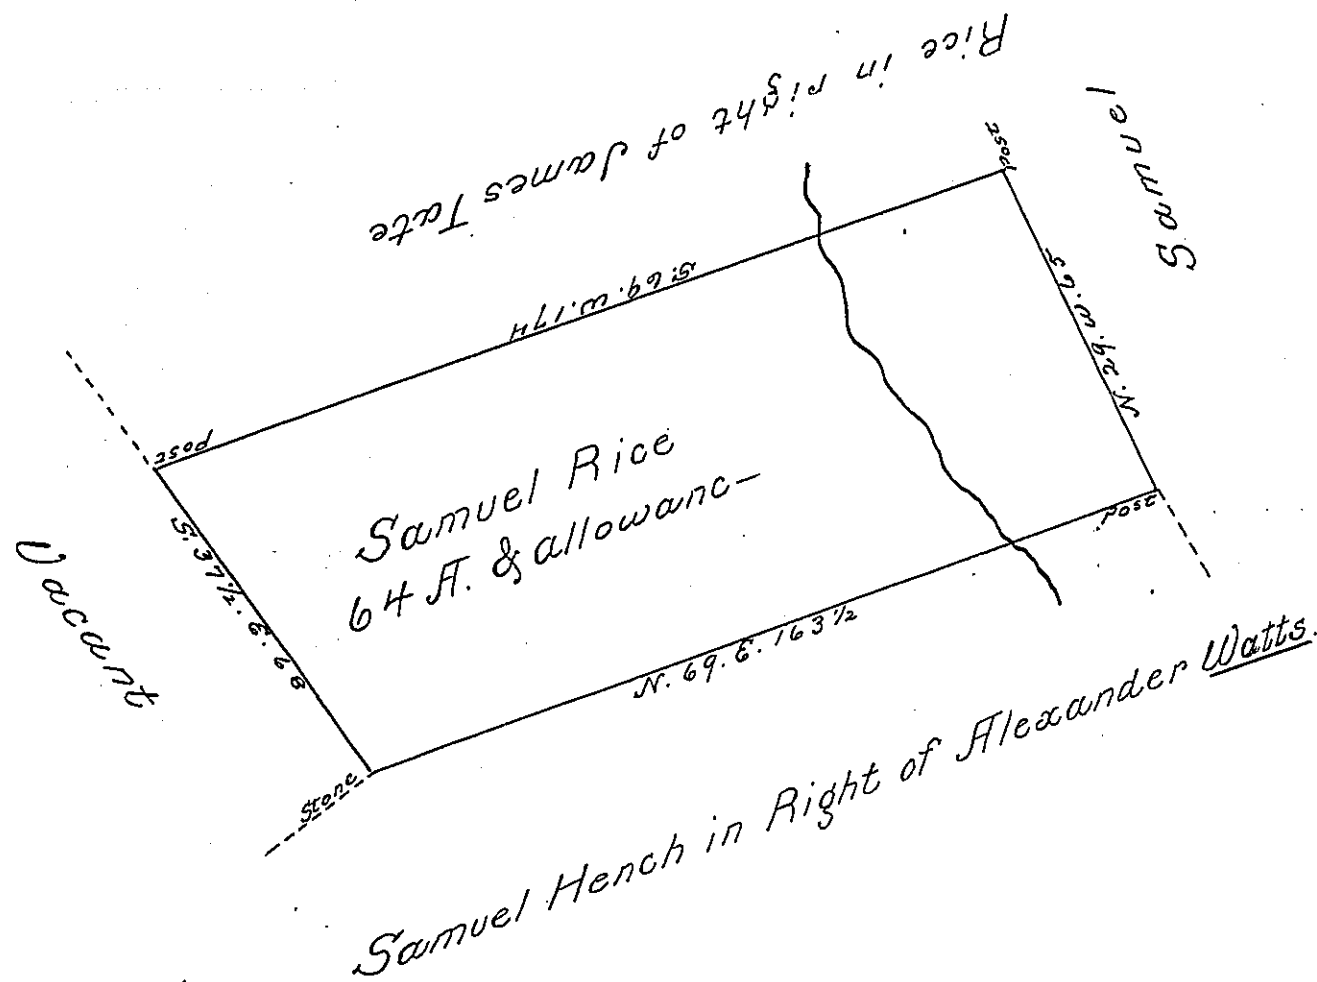 Samuel
Rice in right of James Tate
Post
S. 69. W. 174
N. 29. W. 65
Post
Samuel Rice
64 A. & allowanc—
Post
S. 37½. E. 68
Vacant
N. 69. E. 163½
Stone
Samuel Hench in Right of Alexander Watts.